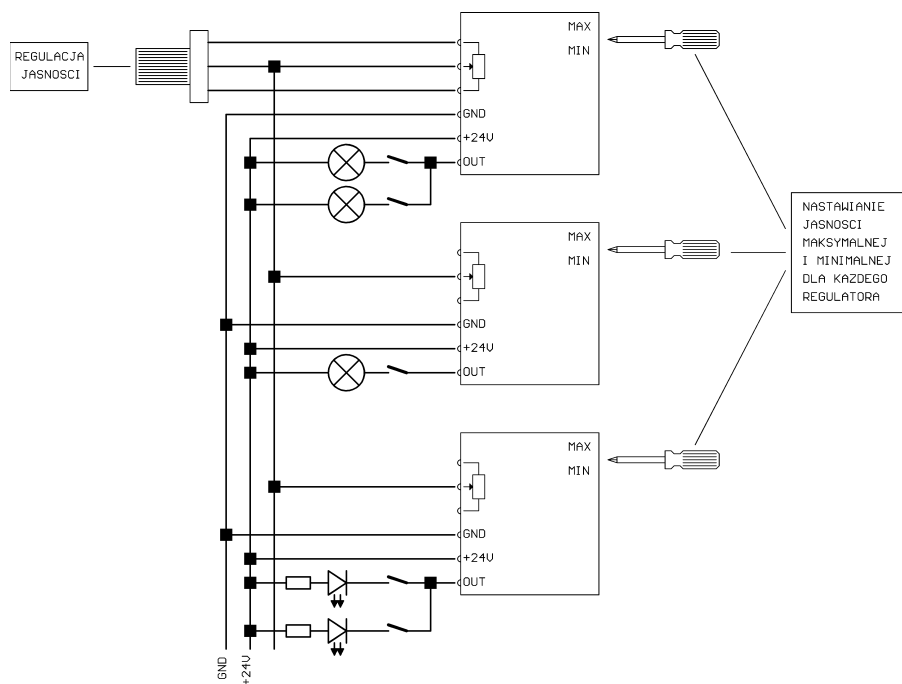 REGULACJA
JASNOSCI
MAX
MIN
GND
+24V
OUT
NASTAWIANIE
JASNOSCI
MAKSYMALNEJ
I MINIMALNEJ
DLA KAZDEGO
REGULATORA
MAX
MIN
GND
+24V
OUT
MAX
MIN
GND
+24V
OUT
GND
+24V